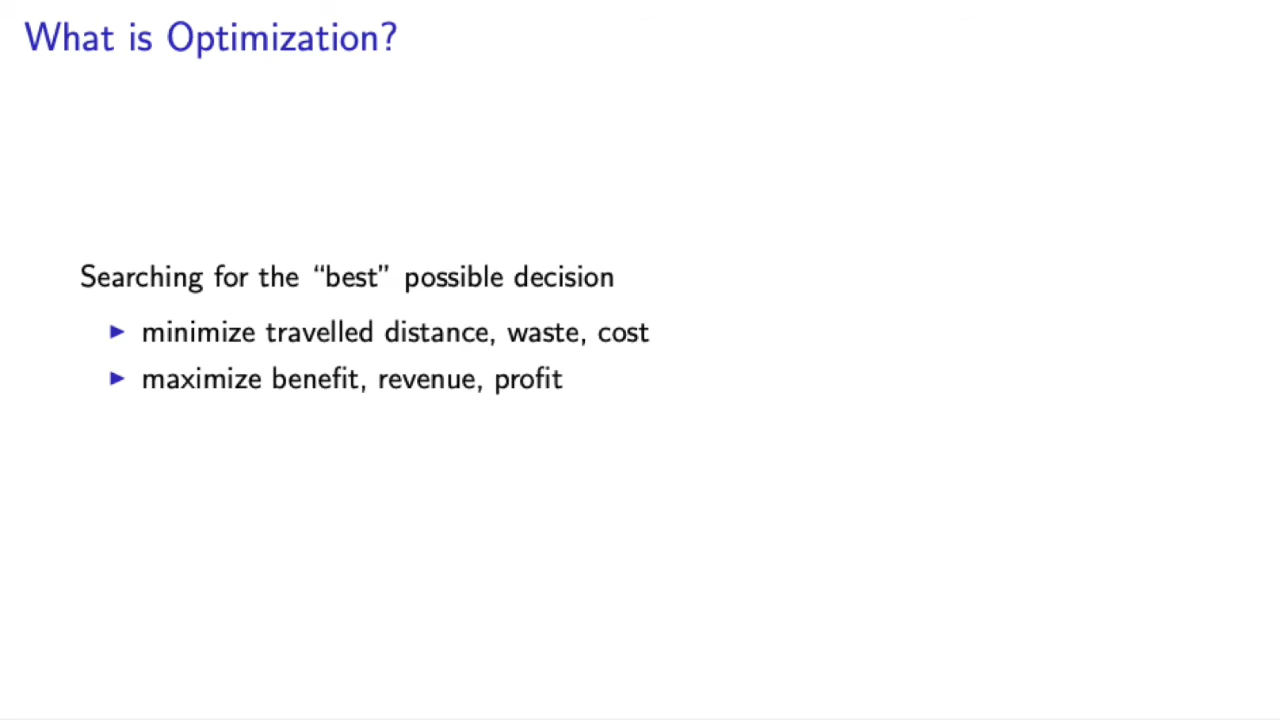 What is Optimization?
Searching for the “best” possible decision
▶ minimize travelled distance, waste, cost
▶ maximize benefit, revenue, profit